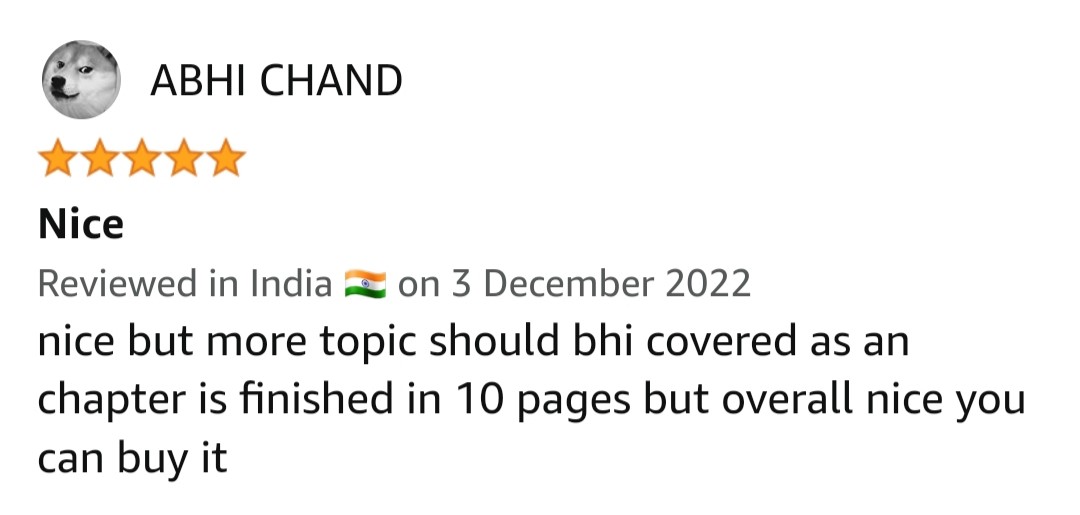 ABHI CHAND
Nice
Reviewed in India 🇮🇳 on 3 December 2022
nice but more topic should bhi covered as an
chapter is finished in 10 pages but overall nice you
can buy it